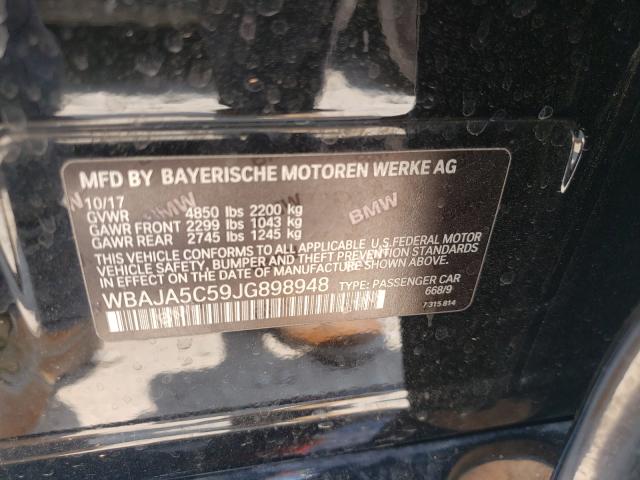 MFD BY BAYERISCHE MOTOREN WERKE AG
10/17
GVWR 4850 lbs 2200 kg
GAWR FRONT 2299 lbs 1043 kg
GAWR REAR 2745 lbs 1245 kg
BMW BMW BMW
THIS VEHICLE CONFORMS TO ALL APPLICABLE U.S.FEDERAL MOTOR
VEHICLE SAFETY, BUMPER, AND THEFT PREVENTION STANDARDS
IN EFFECT ON THE DATE OF MANUFACTURE SHOWN ABOVE.
WBAJA5C59JG898948 TYPE: PASSENGER CAR
668/9
7 315 814